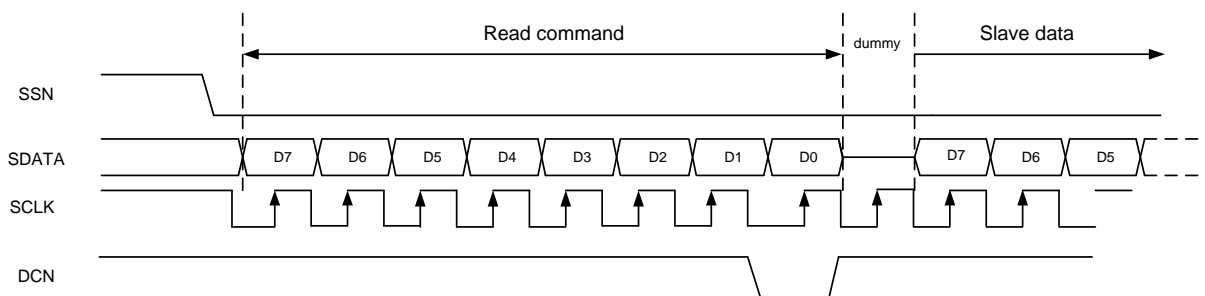 Read command dummy Slave data
SSN
SDATA D7 D6 D5 D4 D3 D2 D1 D0 D7 D6 D5
SCLK
DCN